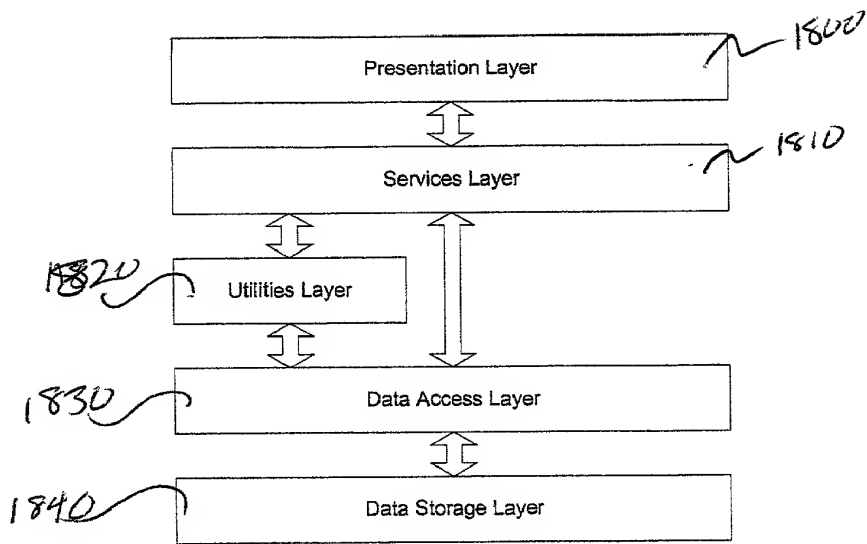 1800
Presentation Layer
1810
Services Layer
1820
Utilities Layer
1830
Data Access Layer
1840
Data Storage Layer